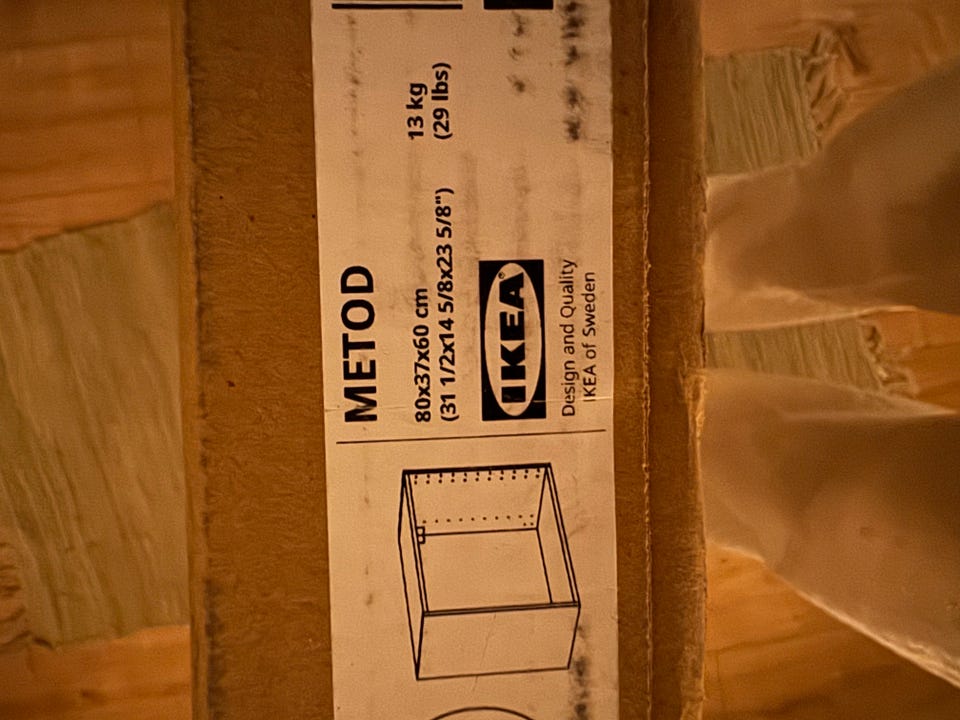 METOD
80x37x60 cm
(31 1/2x14 5/8x23 5/8")
13 kg
(29 lbs)
IKEA®
Design and Quality
IKEA of Sweden